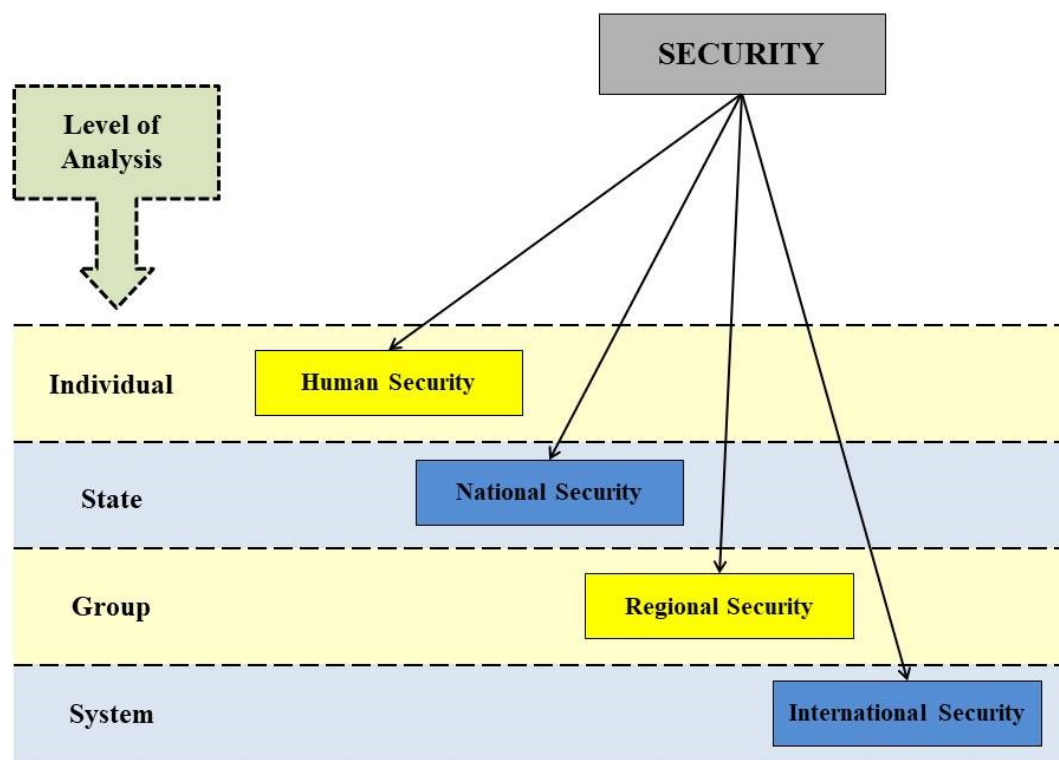 SECURITY
Level of
Analysis
Individual
Human Security
State
National Security
Group
Regional Security
System
International Security